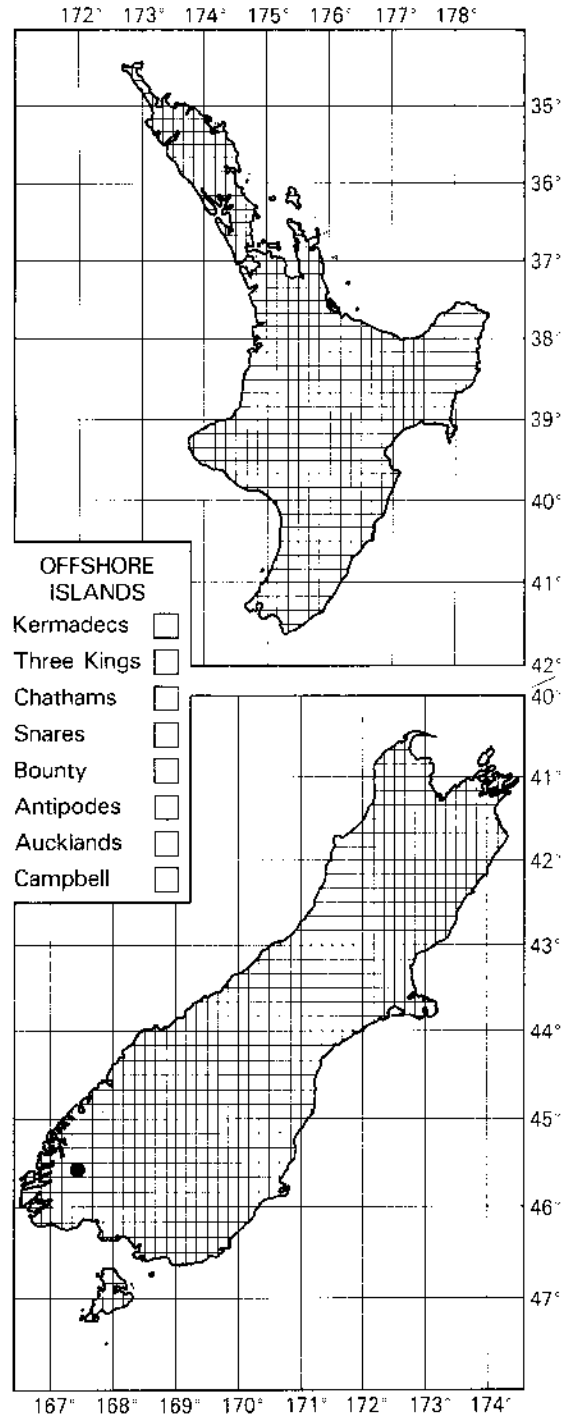 172° 173° 174° 175° 176° 177° 178°
35°
36°
37°
38°
39°
40°
41°
42°
OFFSHORE
ISLANDS
Kermadecs
Three Kings
Chathams
Snares
Bounty
Antipodes
Aucklands
Campbell
40°
41°
42°
43°
44°
45°
46°
47°
167° 168° 169° 170° 171° 172° 173° 174°